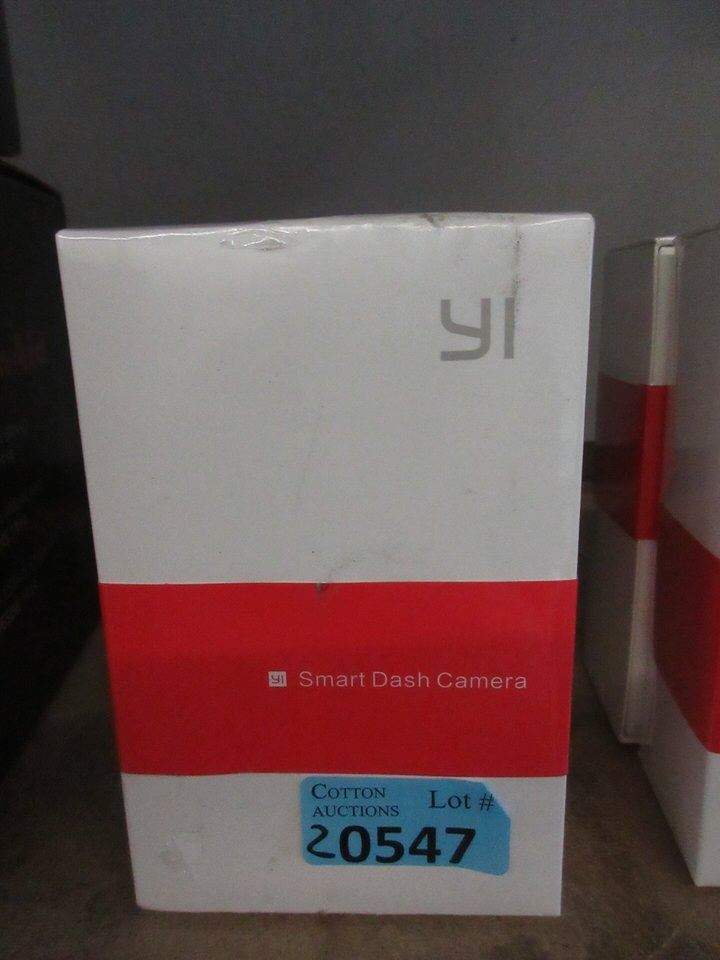 YI
YI Smart Dash Camera
COTTON AUCTIONS Lot #
20547